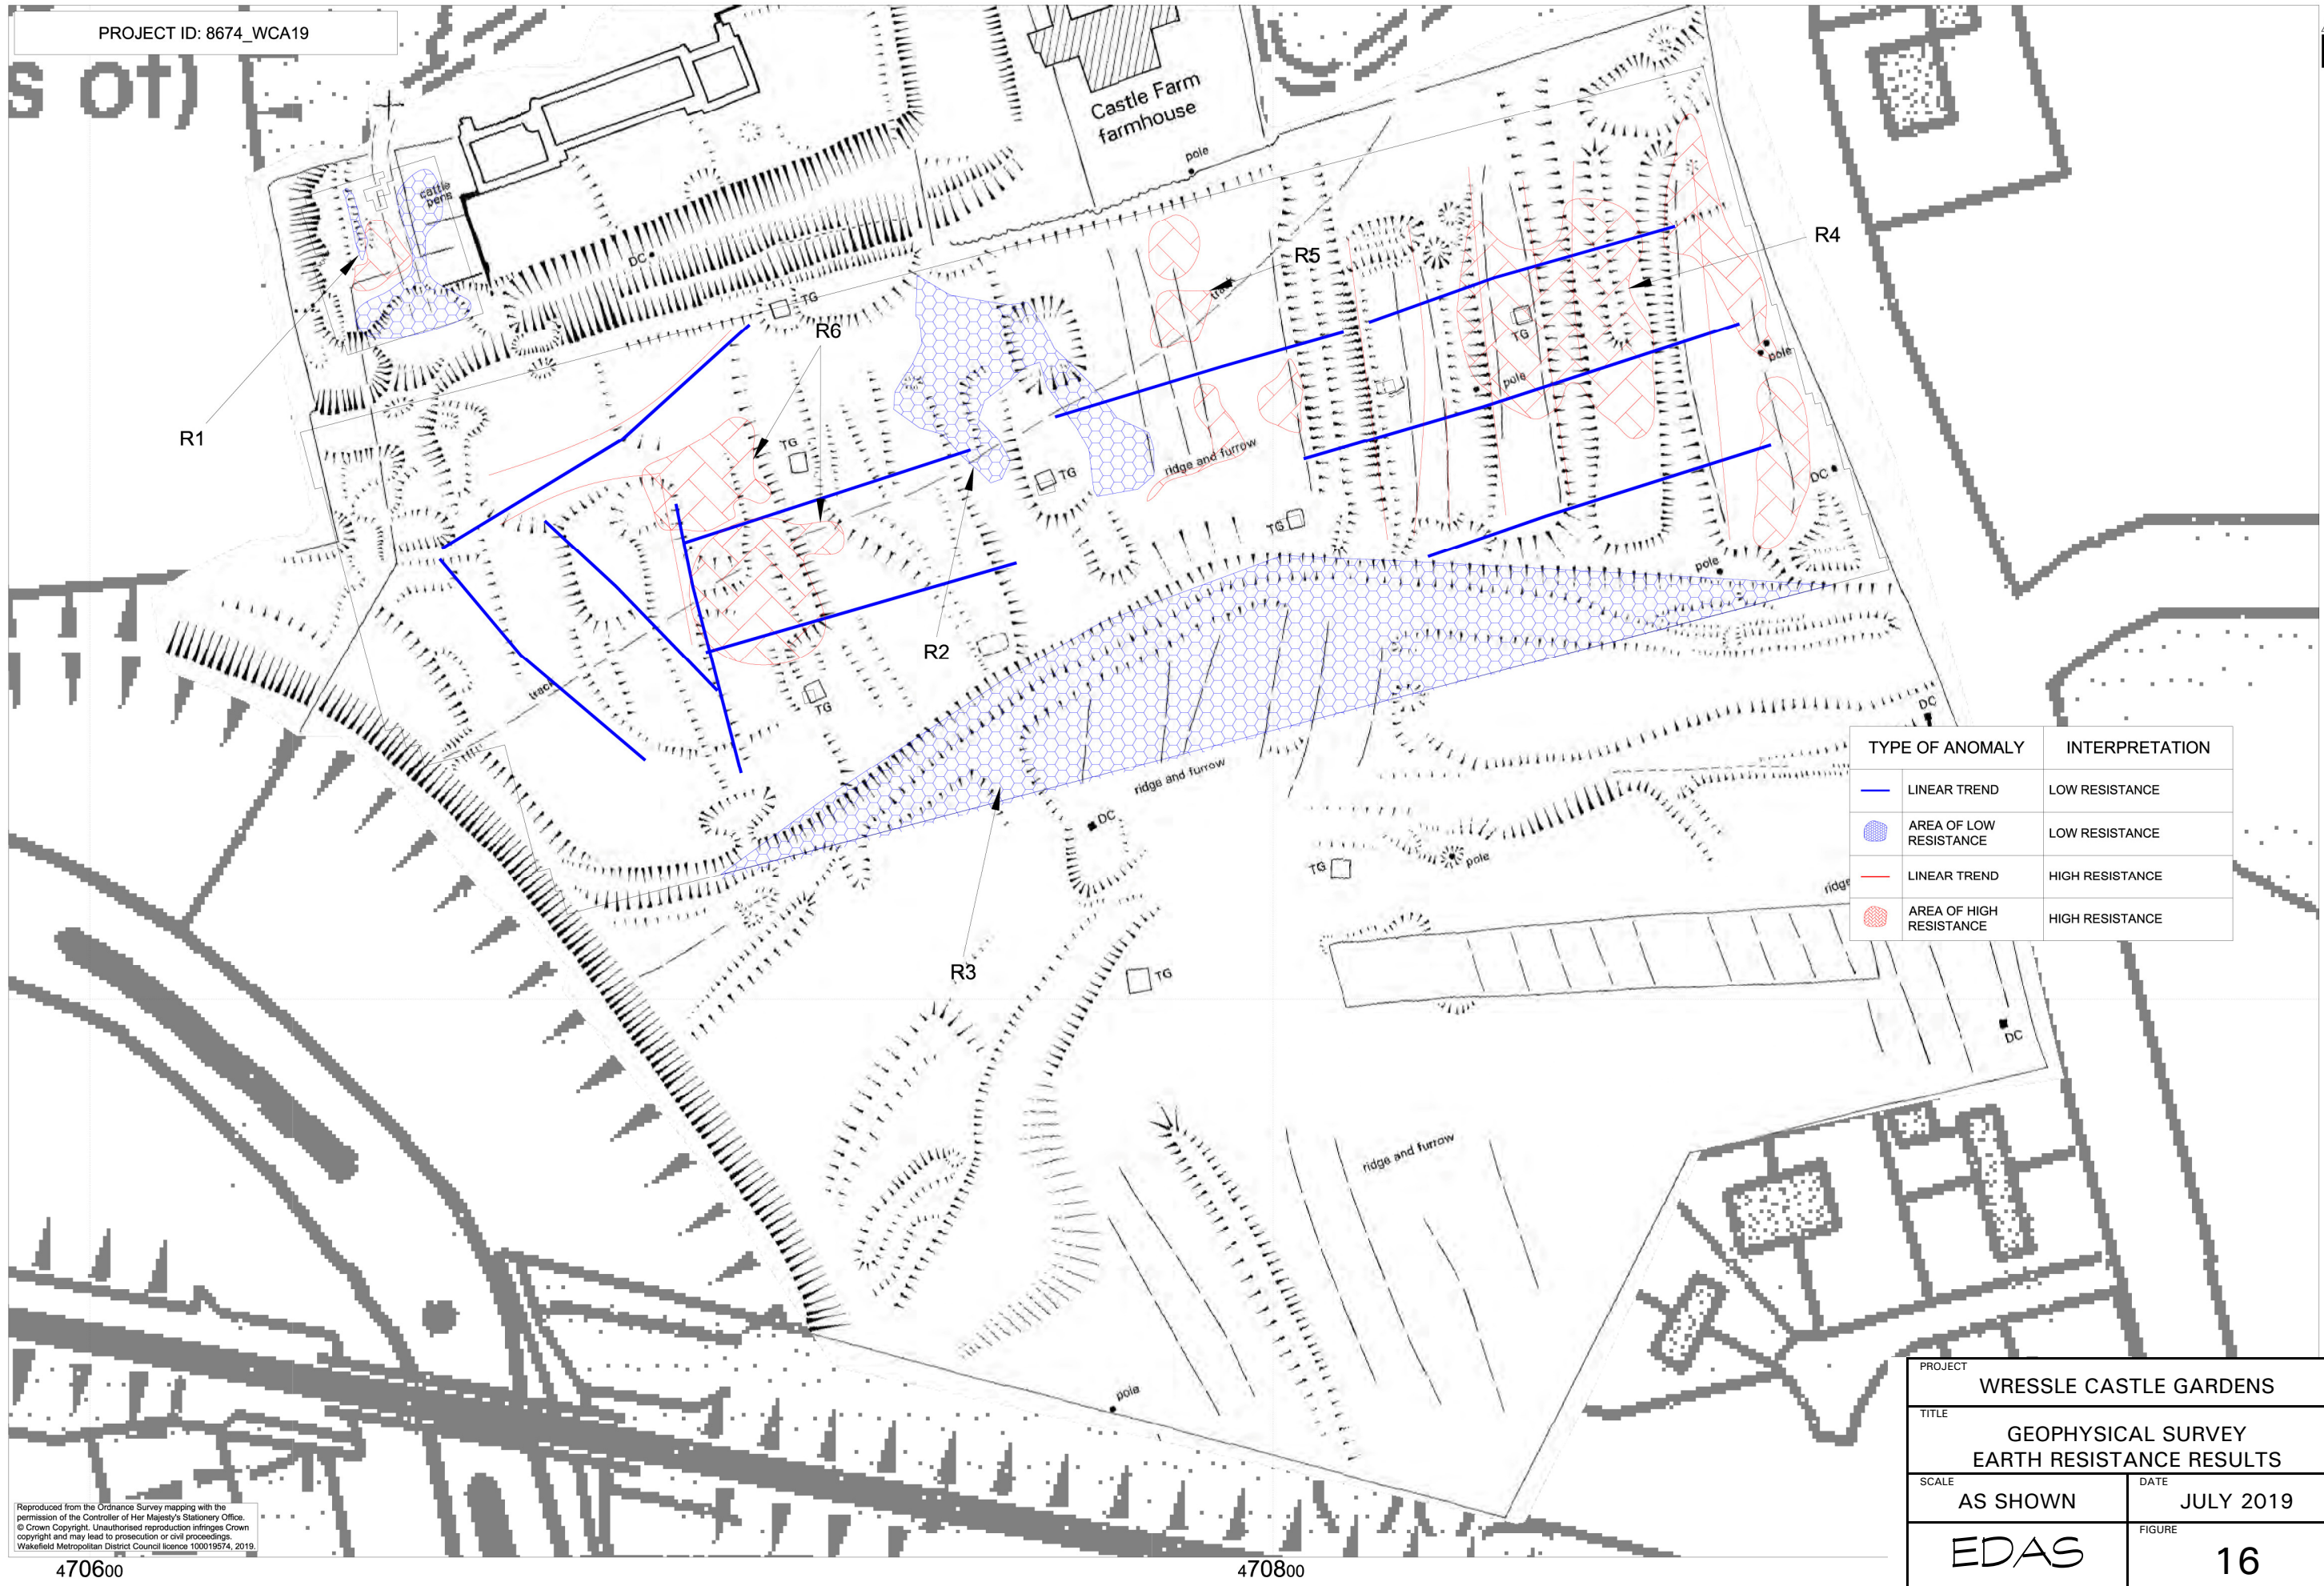 PROJECT ID: 8674_WCA19
s of)
Castle Farm
farmhouse
pole
cattle
pens
DC
TG
R1
R6
R5
R4
track
TG
pole
pole
TG
DC
TG
ridge and furrow
TG
pole
R2
track
TG
R3
ridge and furrow
DC
DC
TG
pole
ridge
TG
DC
ridge and furrow
pole
TYPE OF ANOMALY INTERPRETATION
LINEAR TREND LOW RESISTANCE
AREA OF LOW
RESISTANCE
LOW RESISTANCE
LINEAR TREND HIGH RESISTANCE
AREA OF HIGH
RESISTANCE
HIGH RESISTANCE
PROJECT
WRESSLE CASTLE GARDENS
TITLE
GEOPHYSICAL SURVEY
EARTH RESISTANCE RESULTS
SCALE
AS SHOWN
DATE
JULY 2019
EDAS
FIGURE
16
Reproduced from the Ordnance Survey mapping with the
permission of the Controller of Her Majesty's Stationery Office.
© Crown Copyright. Unauthorised reproduction infringes Crown
copyright and may lead to prosecution or civil proceedings.
Wakefield Metropolitan District Council licence 100019574, 2019.
470600
470800